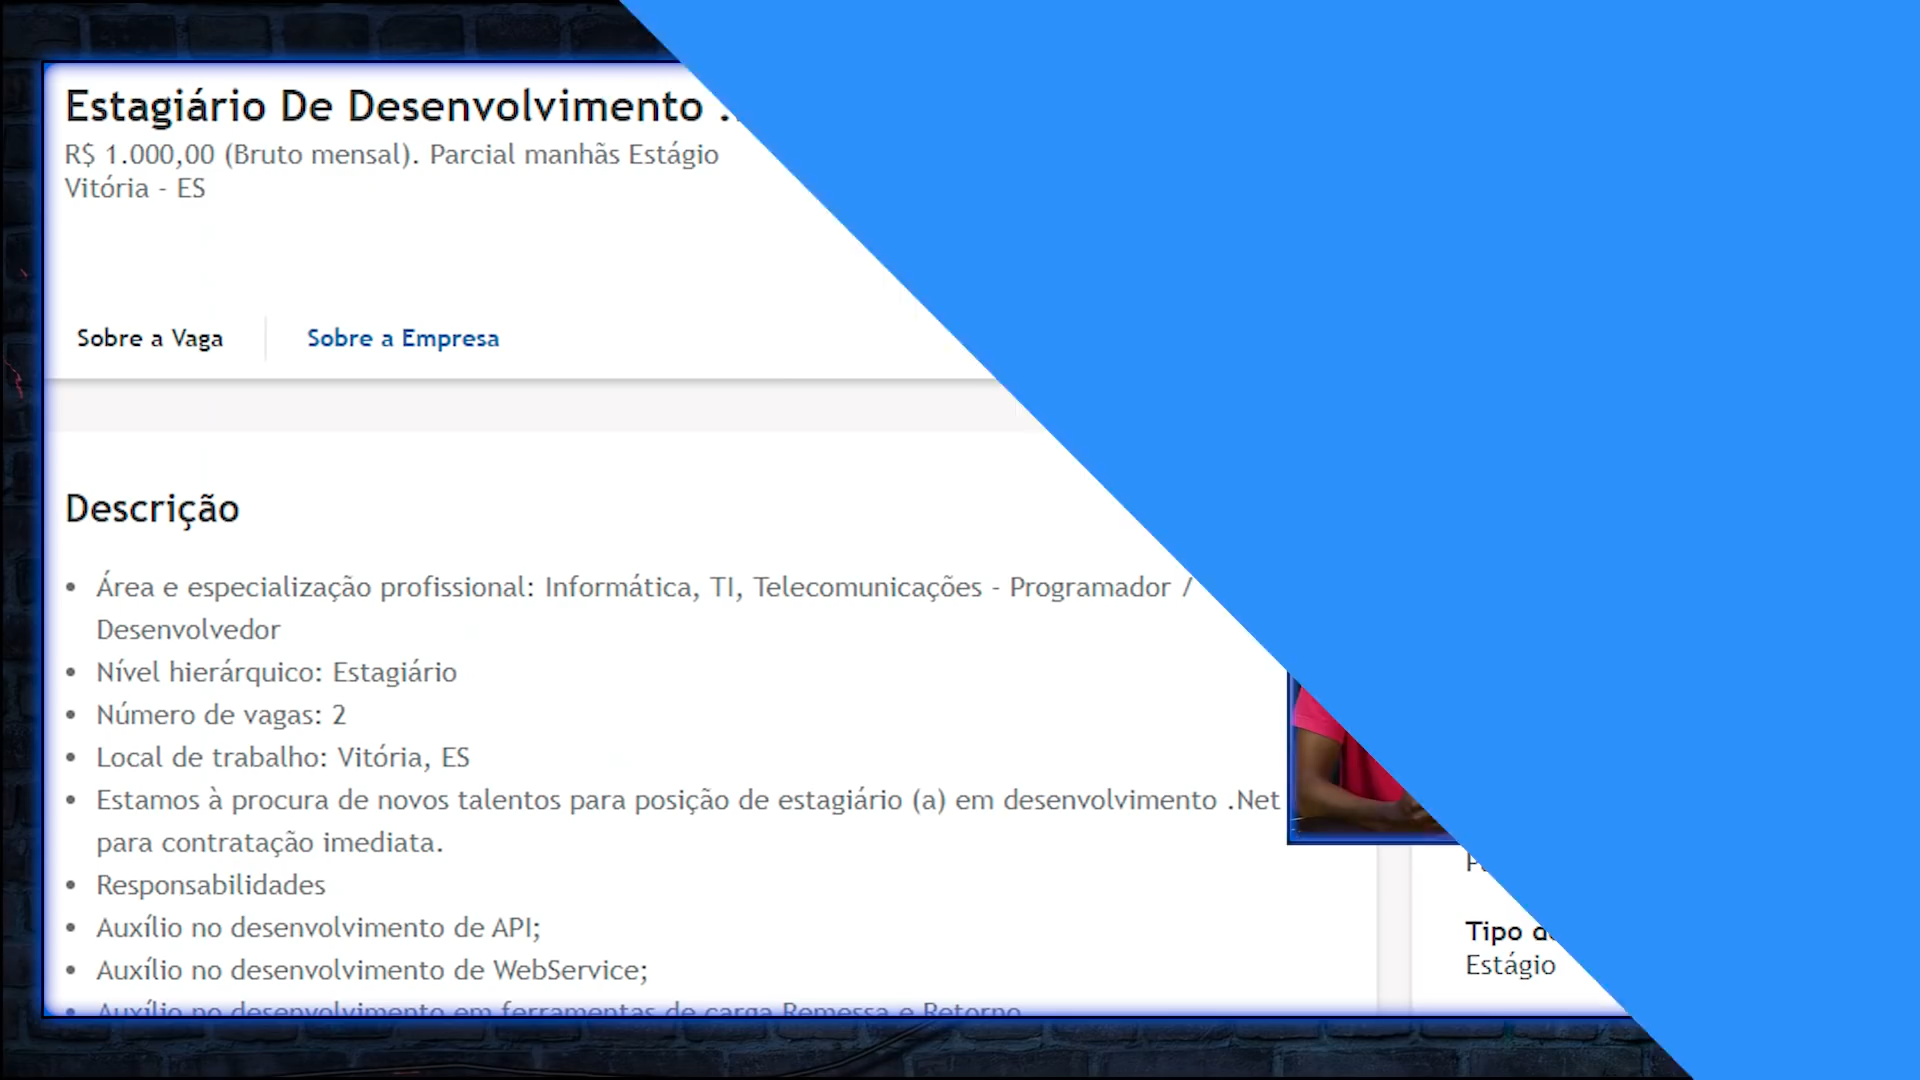 Estagiário De Desenvolvimento .
R$ 1.000,00 (Bruto mensal). Parcial manhãs Estágio
Vitória - ES
Sobre a Vaga
Sobre a Empresa
Descrição
• Área e especialização profissional: Informática, TI, Telecomunicações - Programador /
Desenvolvedor
• Nível hierárquico: Estagiário
• Número de vagas: 2
• Local de trabalho: Vitória, ES
• Estamos à procura de novos talentos para posição de estagiário (a) em desenvolvimento .Net
para contratação imediata.
• Responsabilidades
• Auxílio no desenvolvimento de API;
• Auxílio no desenvolvimento de WebService;
• Auxílio no desenvolvimento em ferramentas de carga Remessa e Retorno
Tipo
Estágio